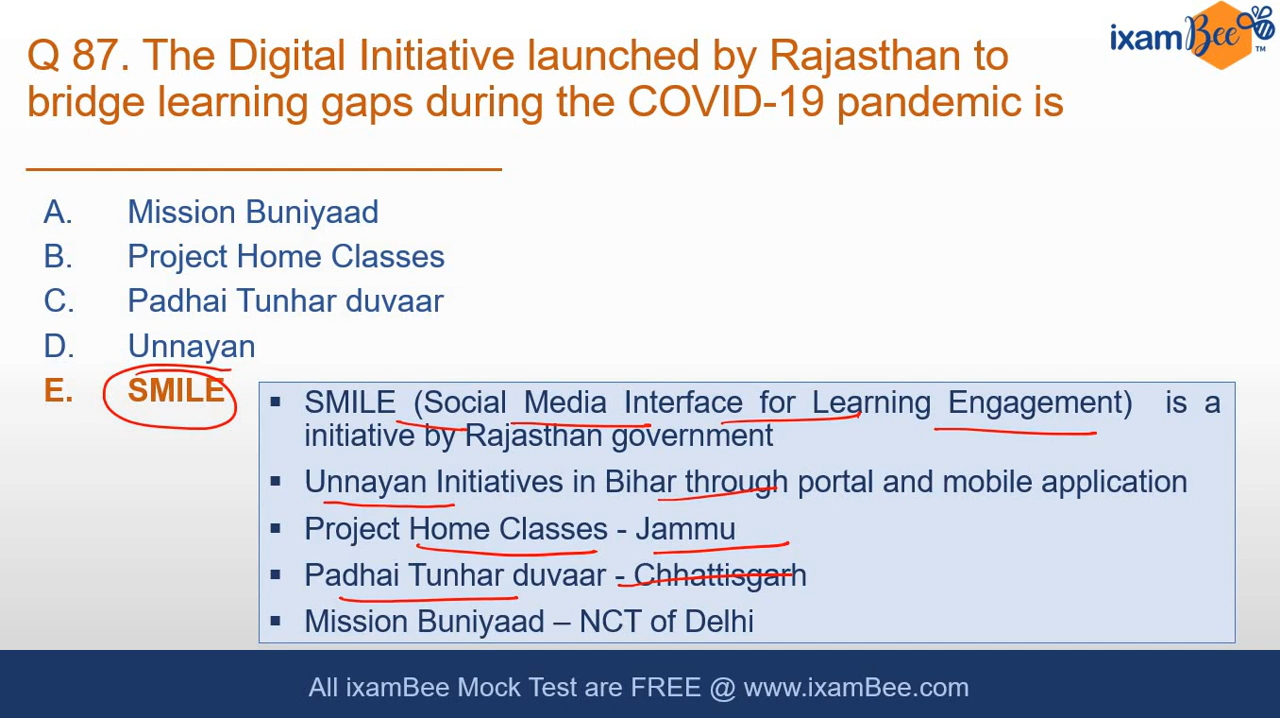 ixamBee
TM
Q 87. The Digital Initiative launched by Rajasthan to
bridge learning gaps during the COVID-19 pandemic is
A. Mission Buniyaad
B. Project Home Classes
C. Padhai Tunhar duvaar
D. Unnayan
E. SMILE
▪ SMILE (Social Media Interface for Learning Engagement) is a
initiative by Rajasthan government
▪ Unnayan Initiatives in Bihar through portal and mobile application
▪ Project Home Classes - Jammu
▪ Padhai Tunhar duvaar - Chhattisgarh
▪ Mission Buniyaad – NCT of Delhi
All ixamBee Mock Test are FREE @ www.ixamBee.com